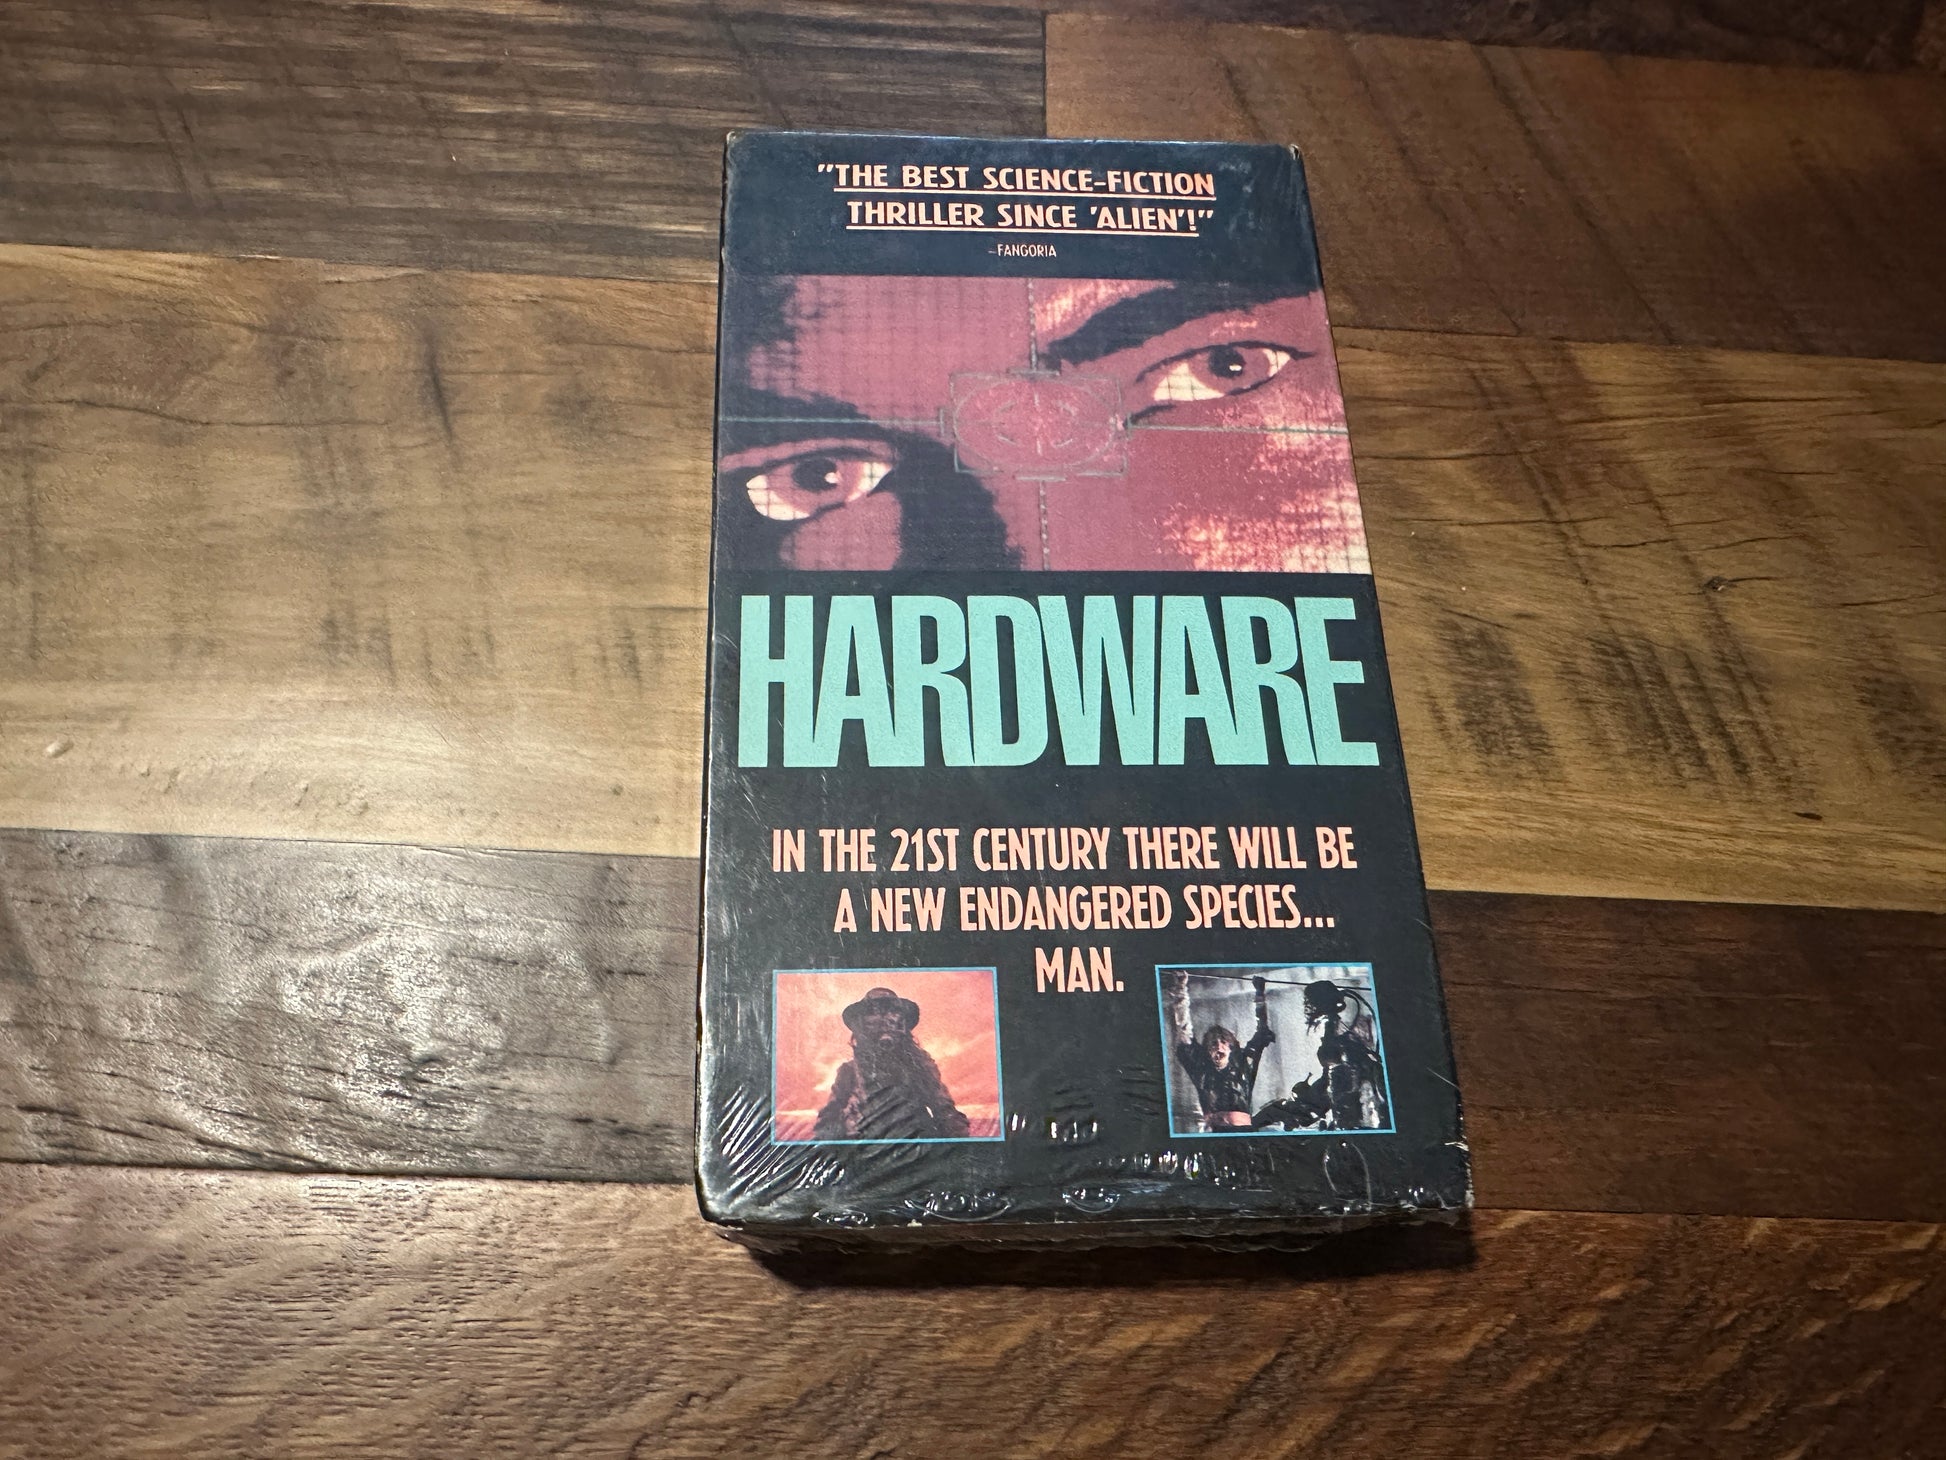 "THE BEST SCIENCE-FICTION
THRILLER SINCE 'ALIEN'!"
–FANGORIA
HARDWARE
IN THE 21ST CENTURY THERE WILL BE
A NEW ENDANGERED SPECIES...
MAN.